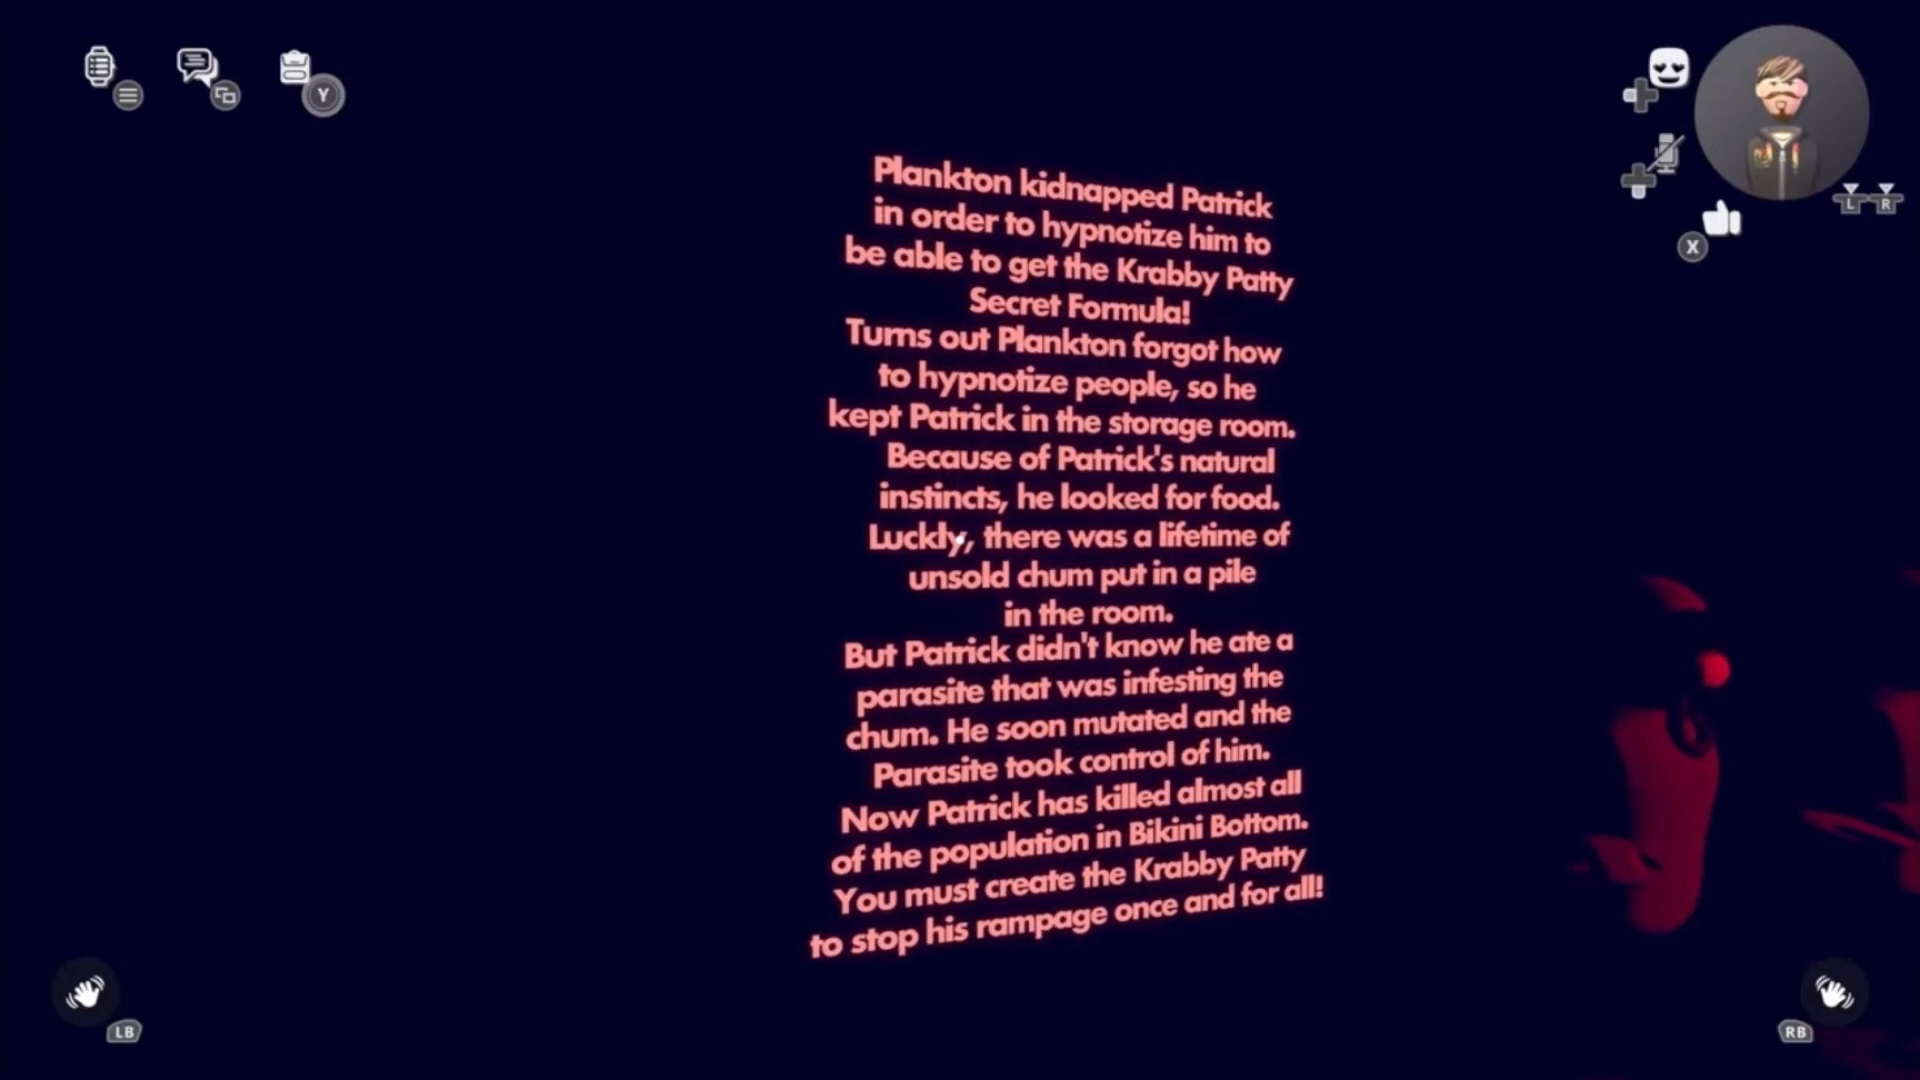 Y
Plankton kidnapped Patrick
in order to hypnotize him to
be able to get the Krabby Patty
Secret Formula!
Turns out Plankton forgot how
to hypnotize people, so he
kept Patrick in the storage room.
Because of Patrick's natural
instincts, he looked for food.
Luckly, there was a lifetime of
unsold chum put in a pile
in the room.
But Patrick didn't know he ate a
parasite that was infesting the
chum. He soon mutated and the
Parasite took control of him.
Now Patrick has killed almost all
of the population in Bikini Bottom.
You must create the Krabby Patty
to stop his rampage once and for all!
L R
X
LB
RB